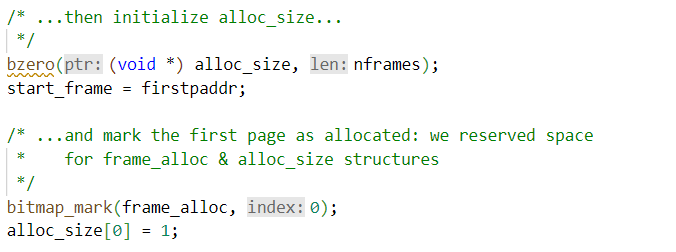 /* ...then initialize alloc_size...
*/
bzero(ptr: (void *) alloc_size, len: nframes);
start_frame = firstpaddr;
/* ...and mark the first page as allocated: we reserved space
*    for frame_alloc & alloc_size structures
*/
bitmap_mark(frame_alloc, index: 0);
alloc_size[0] = 1;